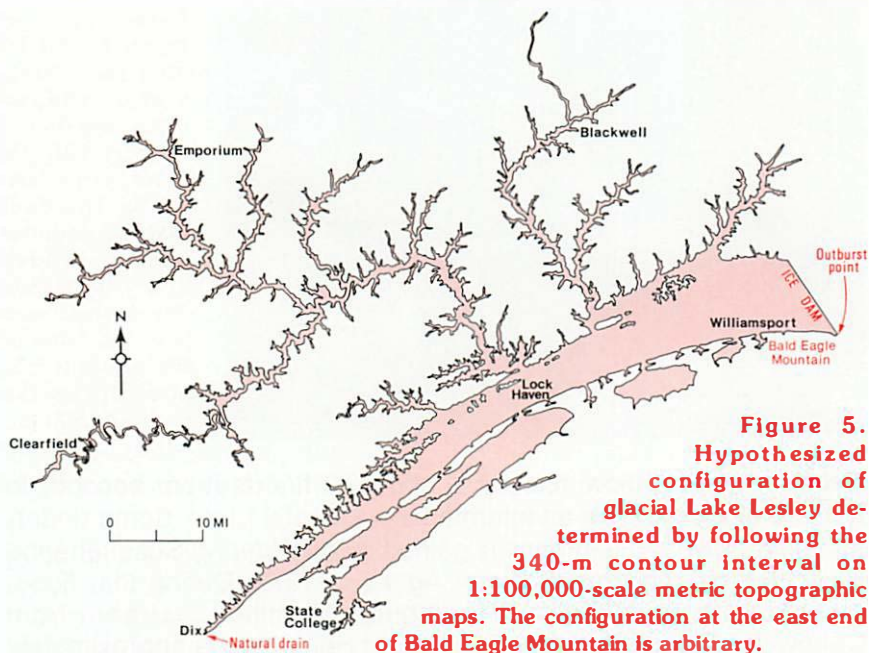 Blackwell
Emporium
Outburst
point
ICE DAM
N
Williamsport
Bald Eagle
Mountain
Lock
Haven
Clearfield
0 10 MI
State
College
Dix
Natural drain
Figure 5.
Hypothesized
configuration of
glacial Lake Lesley de-
termined by following the
340-m contour interval on
1:100,000-scale metric topographic
maps. The configuration at the east end
of Bald Eagle Mountain is arbitrary.